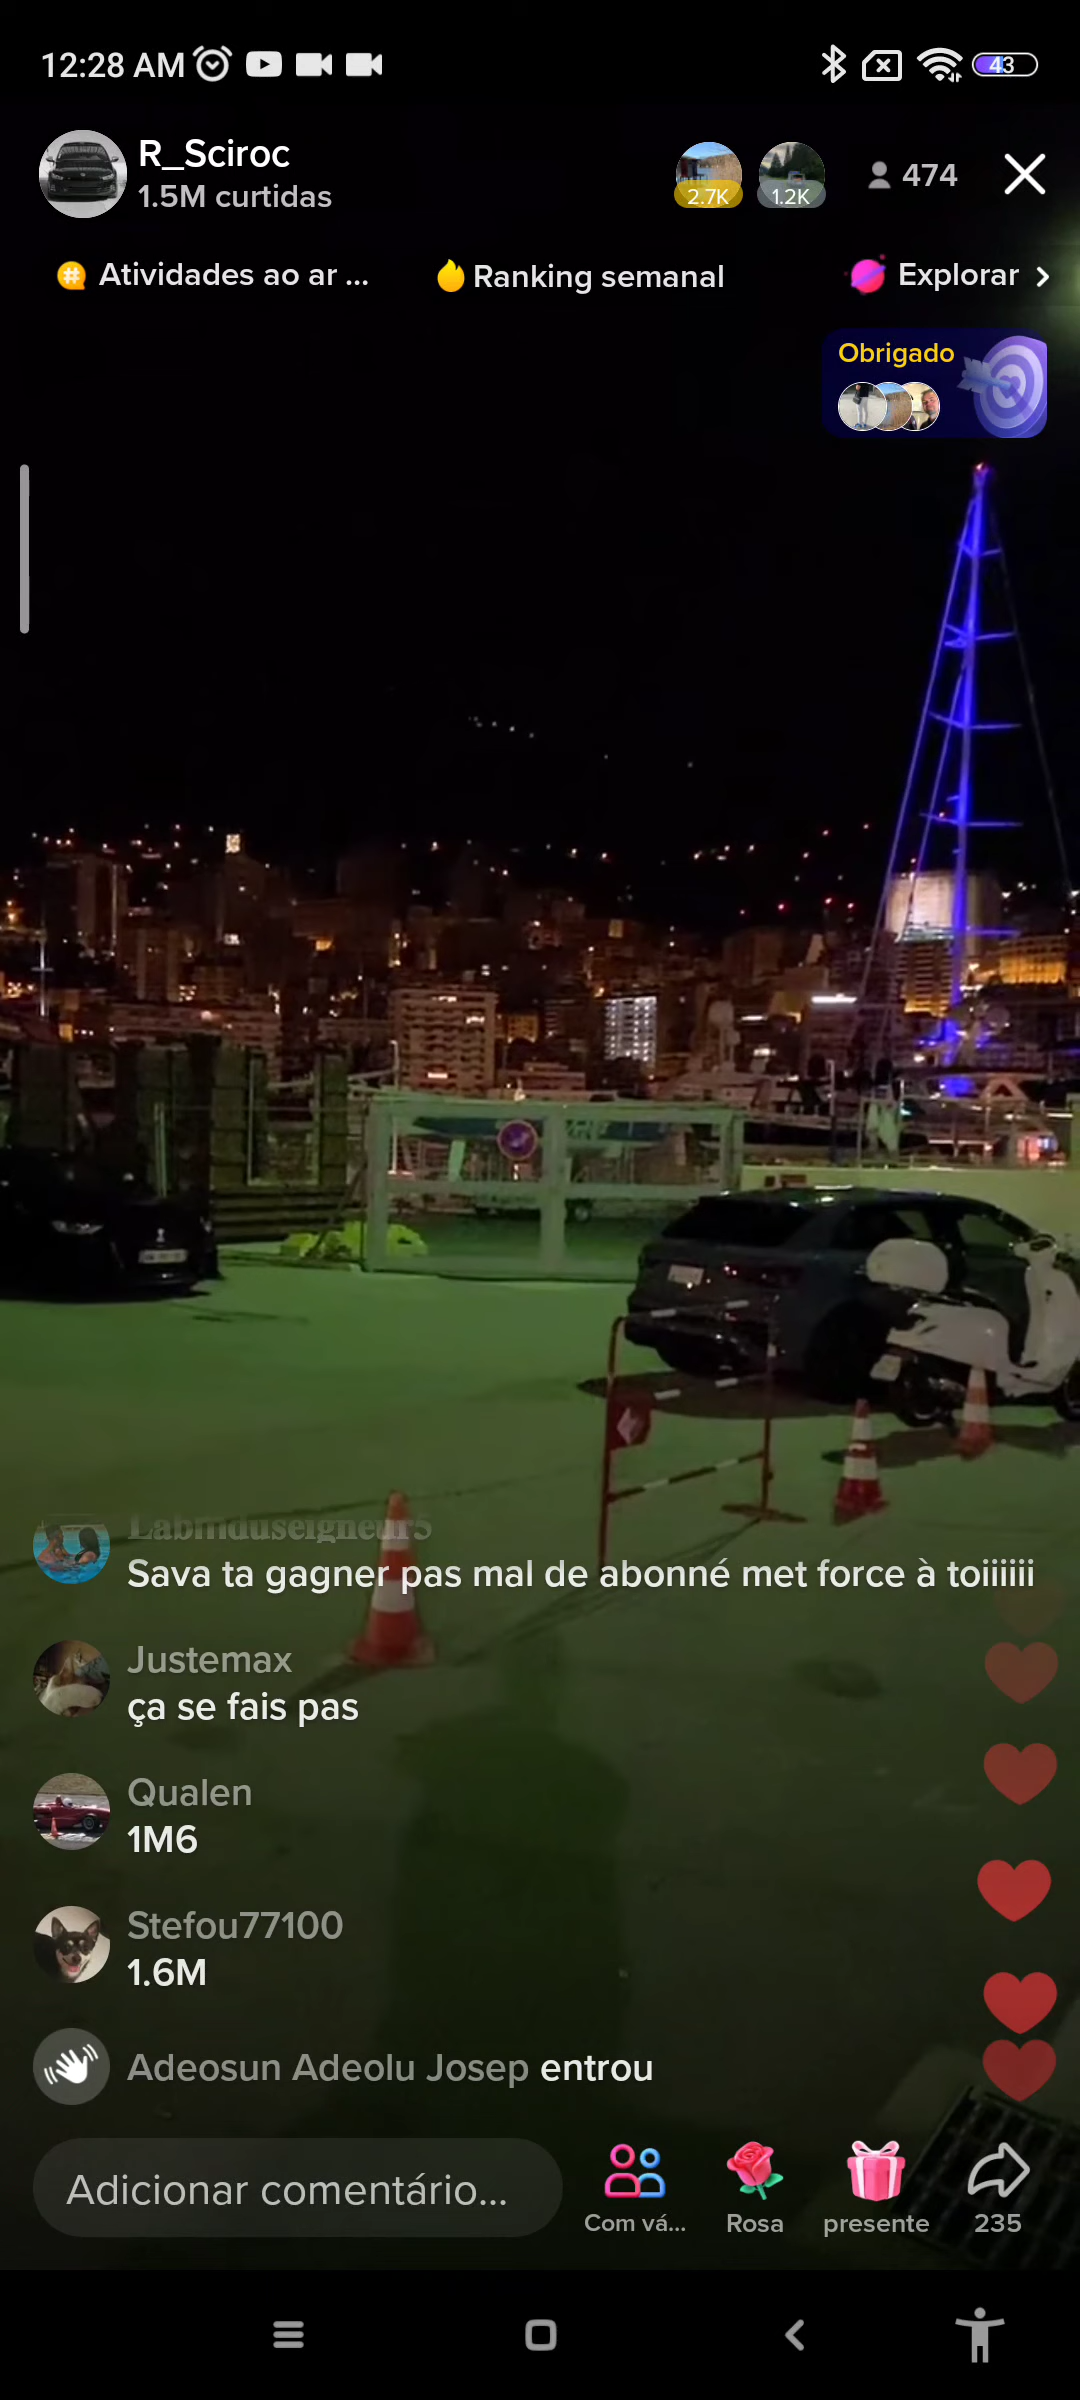 12:28 AM
43
R_Sciroc
1.5M curtidas
2.7K
1.2K
474
Atividades ao ar ...
Ranking semanal
Explorar
Obrigado
Sava ta gagner pas mal de abonné met force à toiiiiii
Justemax
ça se fais pas
Qualen
1M6
Stefou77100
1.6M
Adeosun Adeolu Josep entrou
Adicionar comentário...
Com vá...
Rosa
presente
235